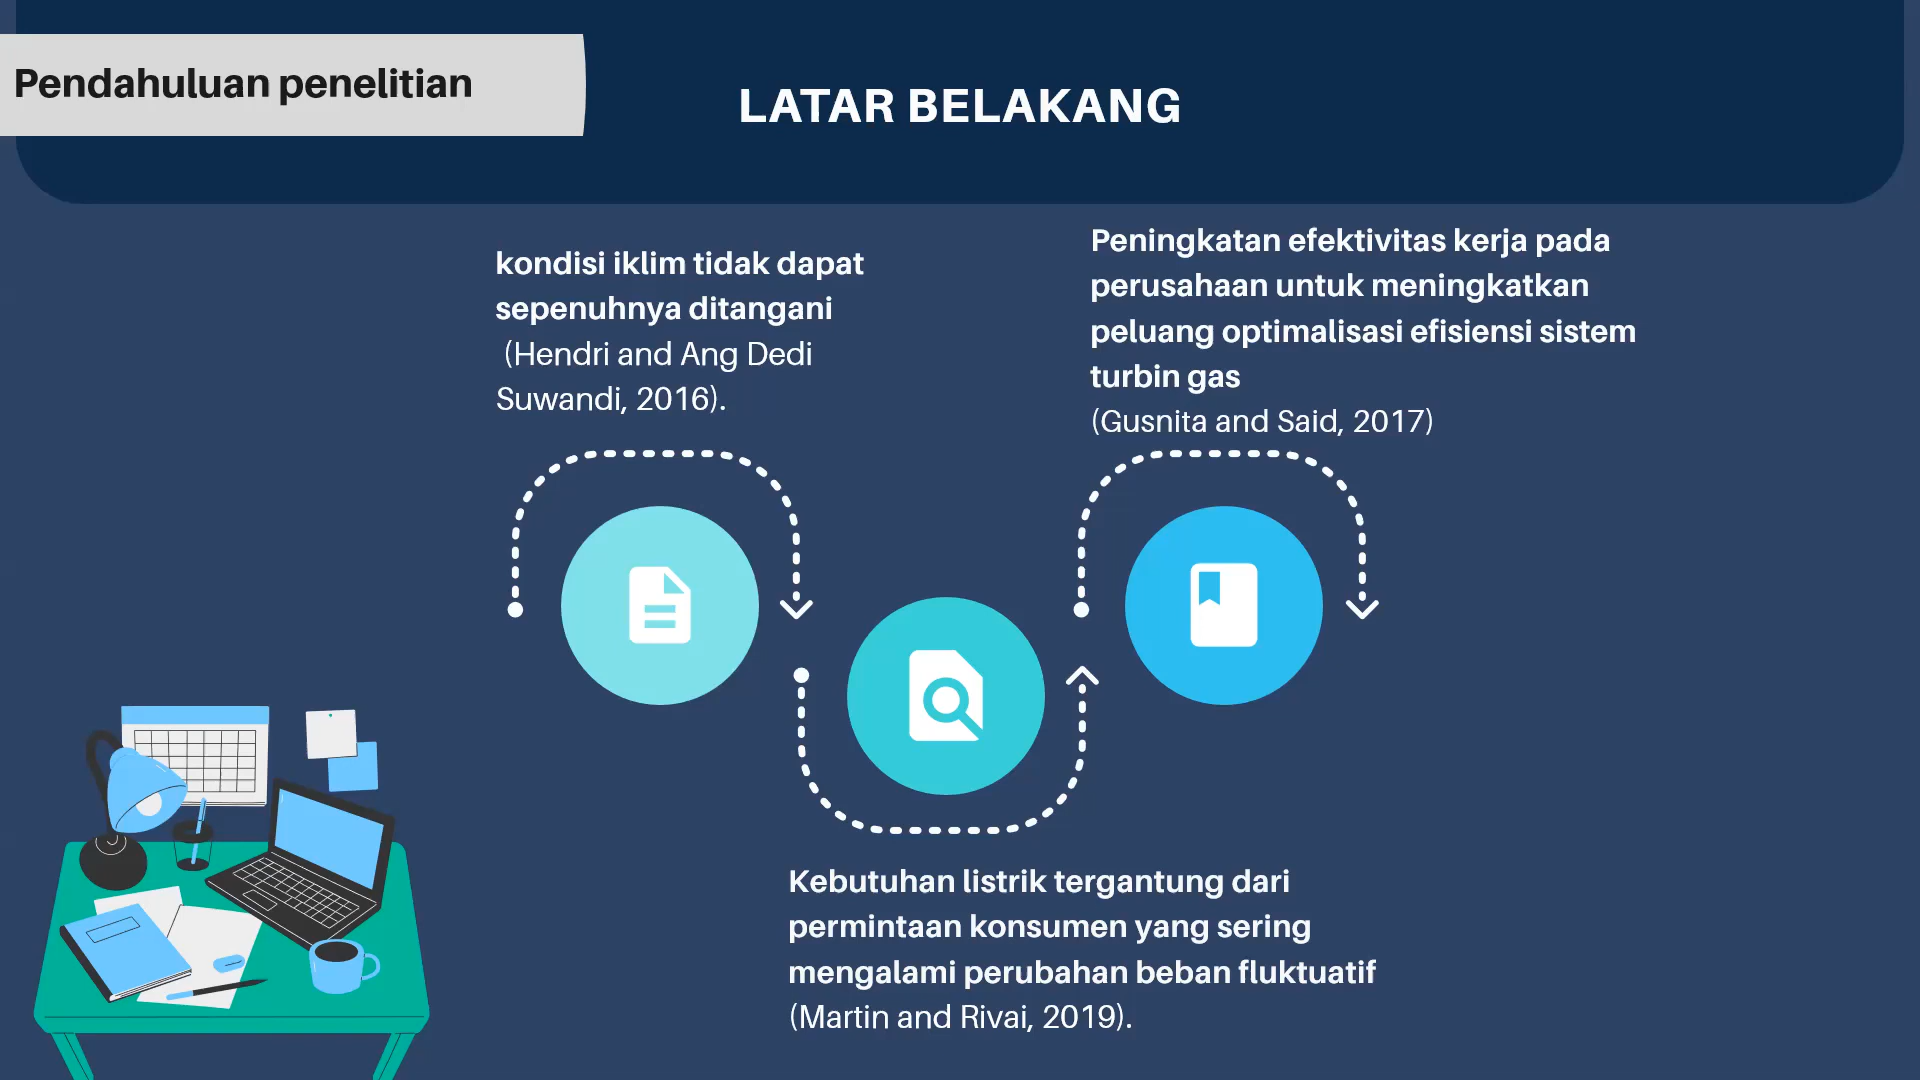 Pendahuluan penelitian
LATAR BELAKANG
kondisi iklim tidak dapat
sepenuhnya ditangani
(Hendri and Ang Dedi
Suwandi, 2016).
Peningkatan efektivitas kerja pada
perusahaan untuk meningkatkan
peluang optimalisasi efisiensi sistem
turbin gas
(Gusnita and Said, 2017)
Kebutuhan listrik tergantung dari
permintaan konsumen yang sering
mengalami perubahan beban fluktuatif
(Martin and Rivai, 2019).